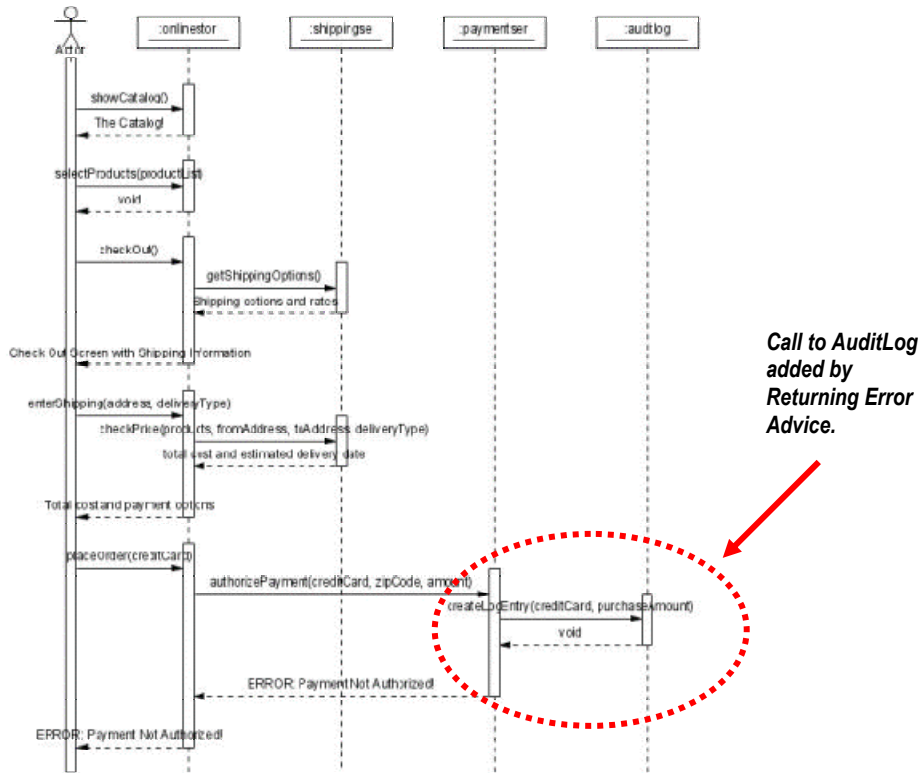 :onlinestor
:shippingse
:paymentser
:auditlog
Actor
showCatalog()
The Catalog!
selectProducts(productList)
void
checkOut()
getShippingOptions()
Shipping options and rates
Check Out Screen with Shipping Information
enterShipping(address, deliveryType)
checkPrice(products, fromAddress, toAddress, deliveryType)
total cost and estimated delivery date
Total cost and payment options
placeOrder(creditCard)
authorizePayment(creditCard, zipCode, amount)
createLogEntry(creditCard, purchaseAmount)
void
ERROR: Payment Not Authorized!
ERROR: Payment Not Authorized!
Call to AuditLog
added by
Returning Error
Advice.